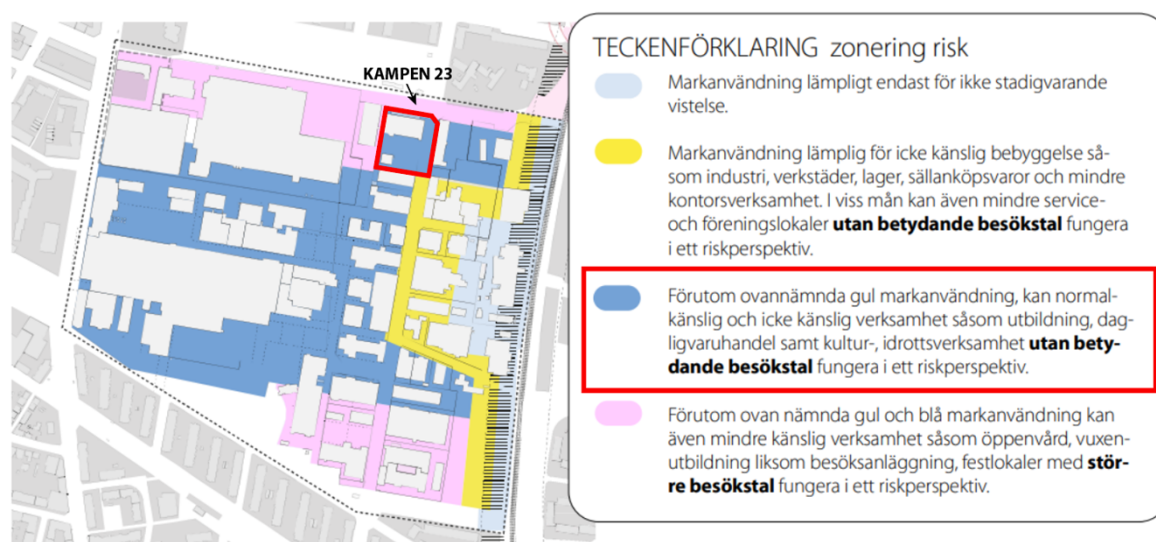 KAMPEN 23
TECKENFÖRKLARING zonering risk
Markanvändning lämpligt endast för ikke stadigvarande
vistelse.
Markanvändning lämplig för icke känslig bebyggelse så-
som industri, verkstäder, lager, sällanköpsvaror och mindre
kontorsverksamhet. I viss mån kan även mindre service-
och föreningslokaler utan betydande besökstal fungera
i ett riskperspektiv.
Förutom ovannämnda gul markanvändning, kan normal-
känslig och icke känslig verksamhet såsom utbildning, dag-
ligvaruhandel samt kultur-, idrottsverksamhet utan bety-
dande besökstal fungera i ett riskperspektiv.
Förutom ovan nämnda gul och blå markanvändning kan
även mindre känslig verksamhet såsom öppenvård, vuxen-
utbildning liksom besöksanläggning, festlokaler med stör-
re besökstal fungera i ett riskperspektiv.